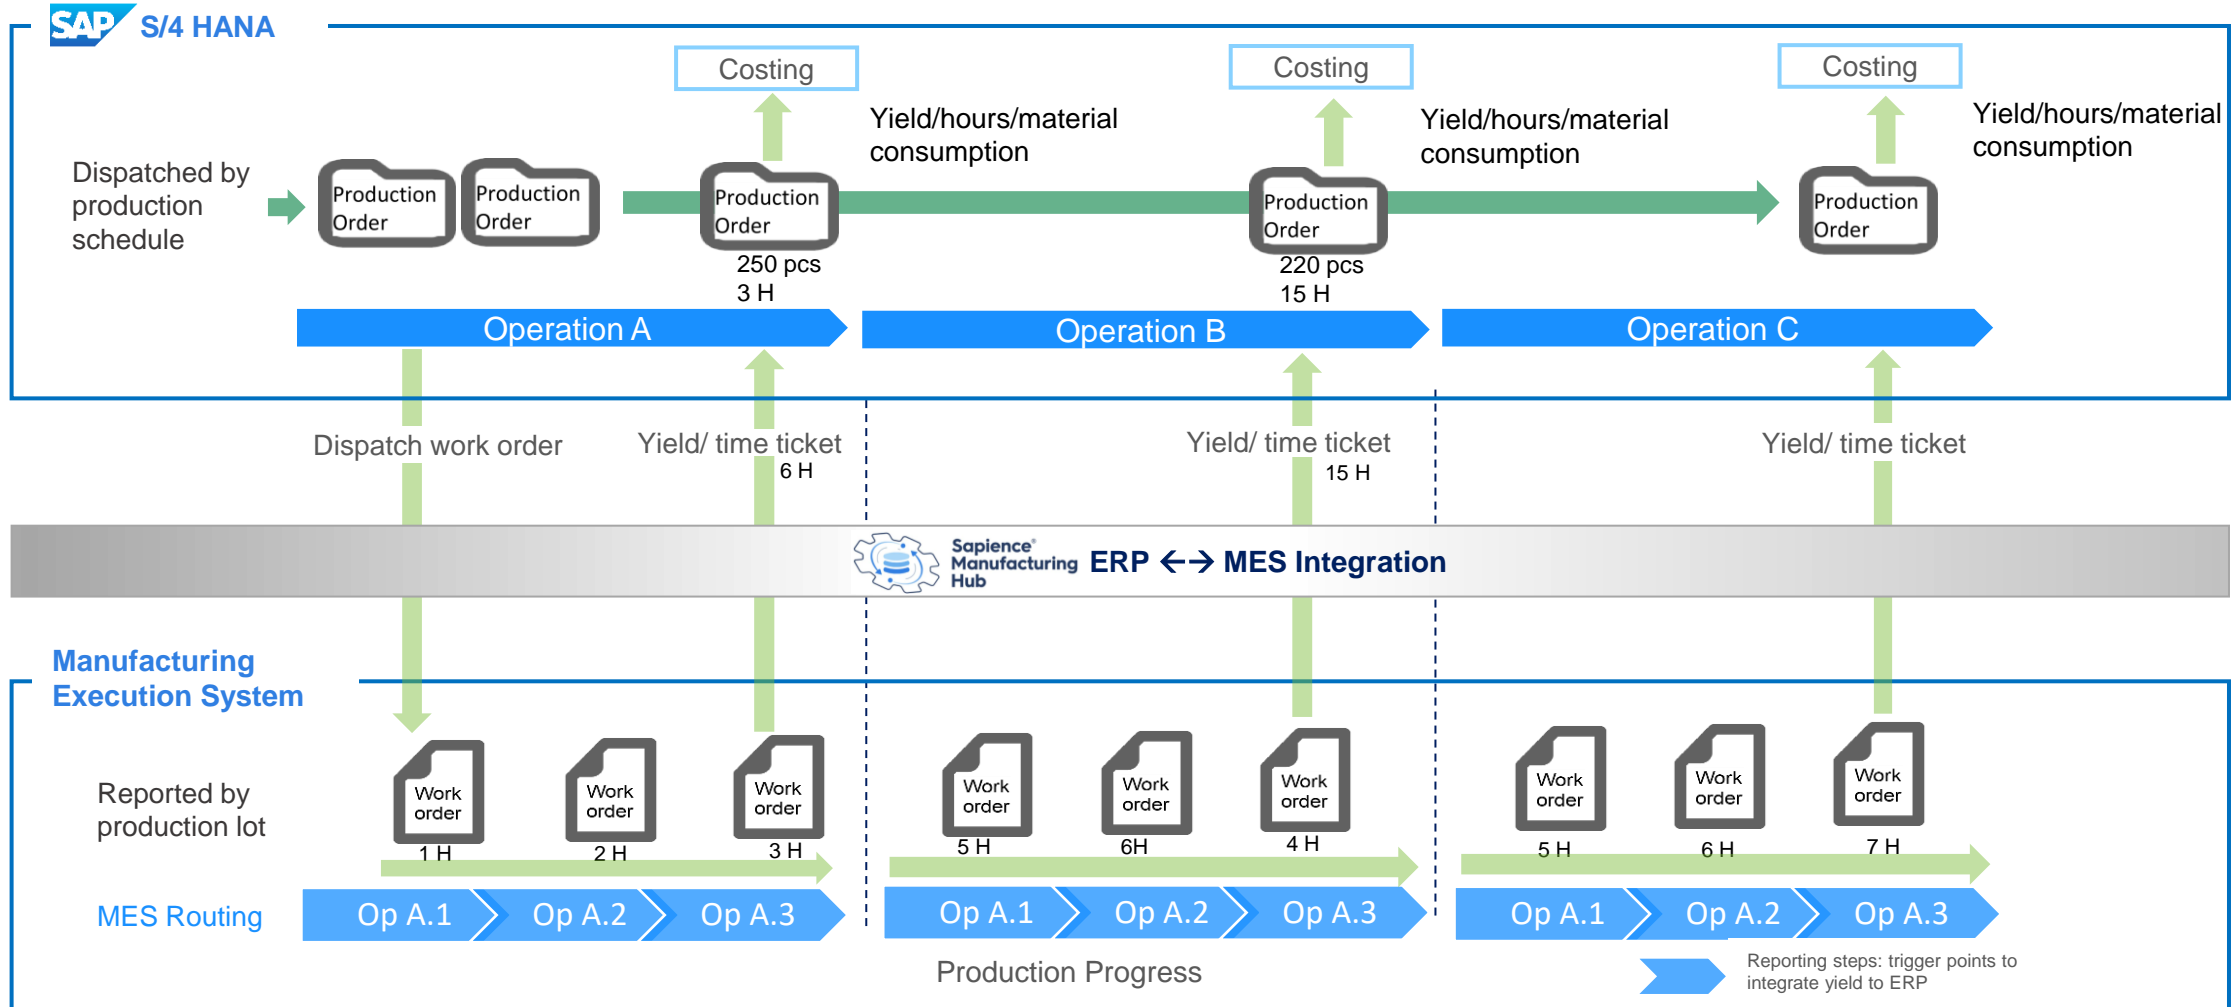 SAP S/4 HANA
Costing
Costing
Costing
Yield/hours/material
consumption
Yield/hours/material
consumption
Yield/hours/material
consumption
Dispatched by
production
schedule
Production
Order
Production
Order
Production
Order
Production
Order
Production
Order
250 pcs
3 H
220 pcs
15 H
Operation A
Operation B
Operation C
Dispatch work order
Yield/ time ticket
6 H
Yield/ time ticket
15 H
Yield/ time ticket
Sapience®
Manufacturing
Hub
ERP ←→ MES Integration
Manufacturing
Execution System
Reported by
production lot
Work
order
1 H
Work
order
2 H
Work
order
3 H
Work
order
5 H
Work
order
6H
Work
order
4 H
Work
order
5 H
Work
order
6 H
Work
order
7 H
MES Routing
Op A.1
Op A.2
Op A.3
Op A.1
Op A.2
Op A.3
Op A.1
Op A.2
Op A.3
Production Progress
Reporting steps: trigger points to
integrate yield to ERP